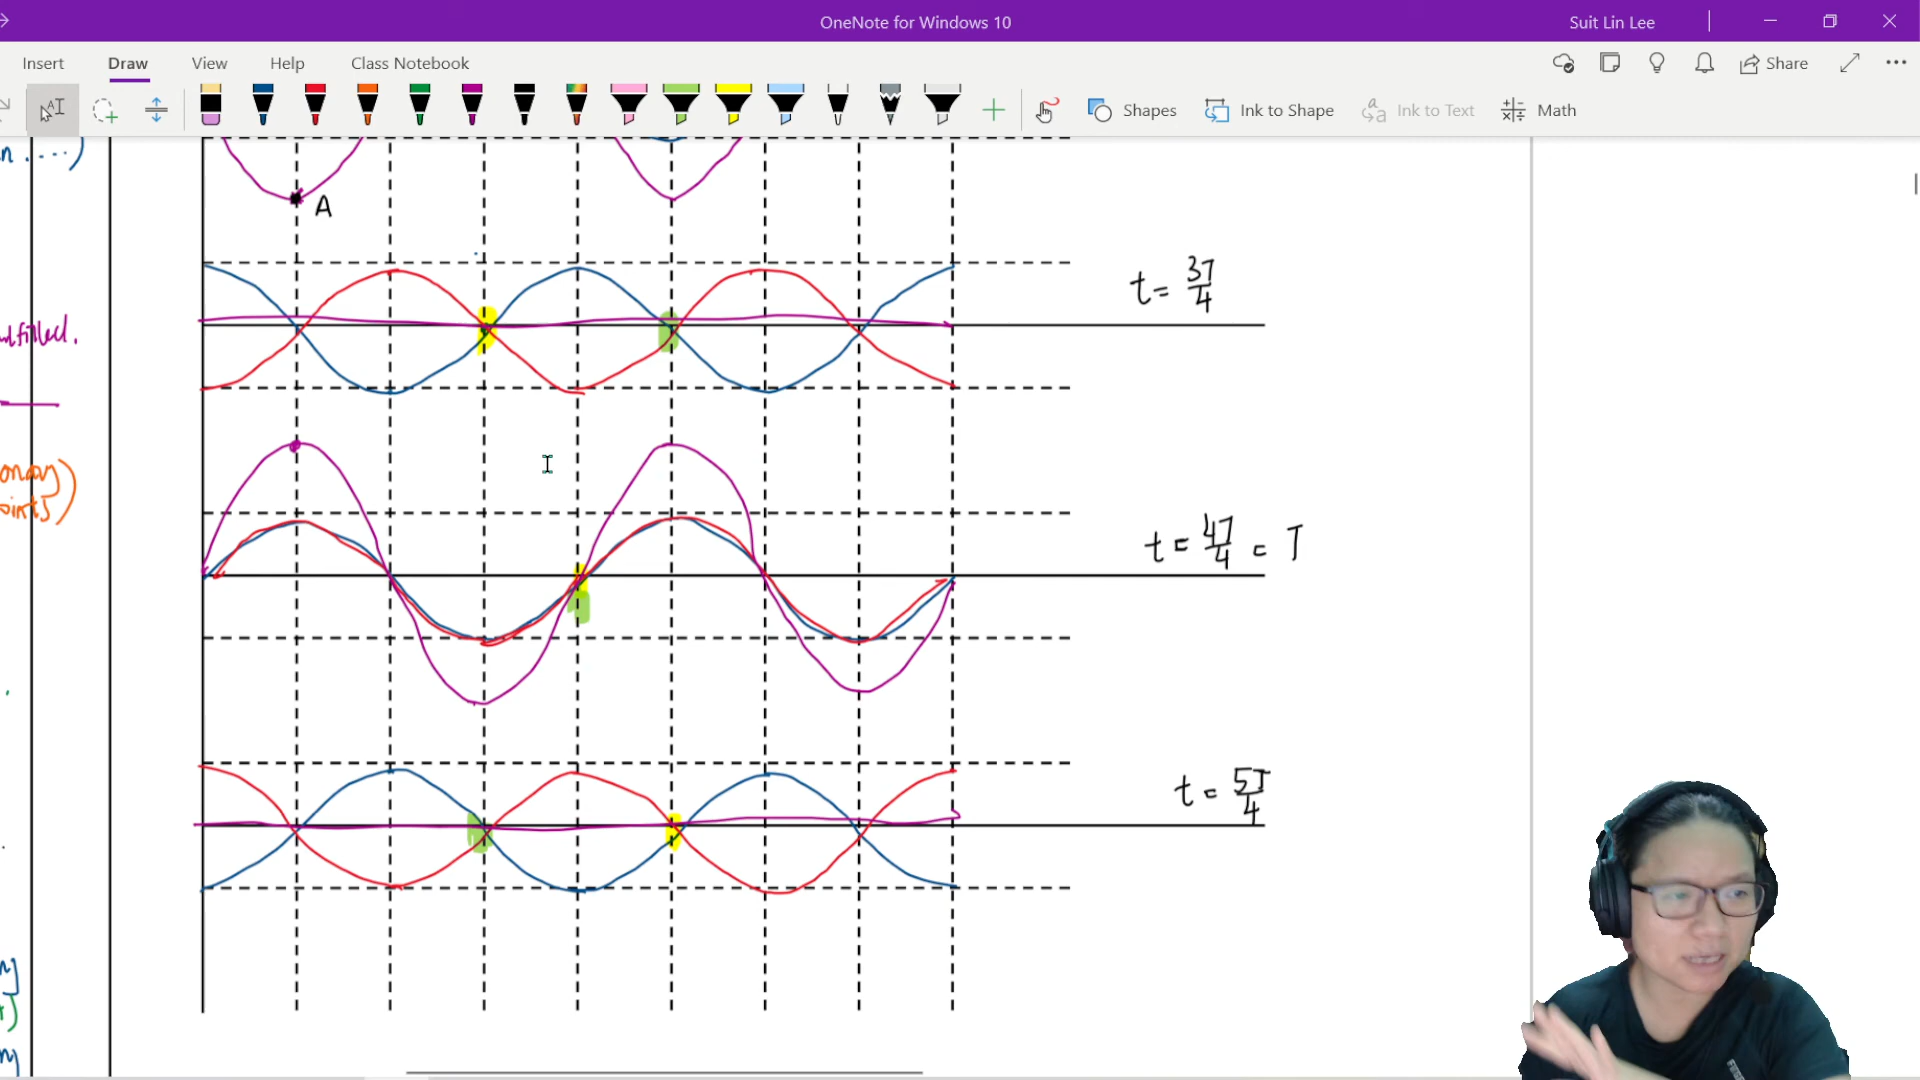 OneNote for Windows 10
Suit Lin Lee
Insert
Draw
View
Help
Class Notebook
Share
Shapes
Ink to Shape
Ink to Text
Math
n ....)
A
t = 3T/4
t = 4T/4 = T
t = 5T/4